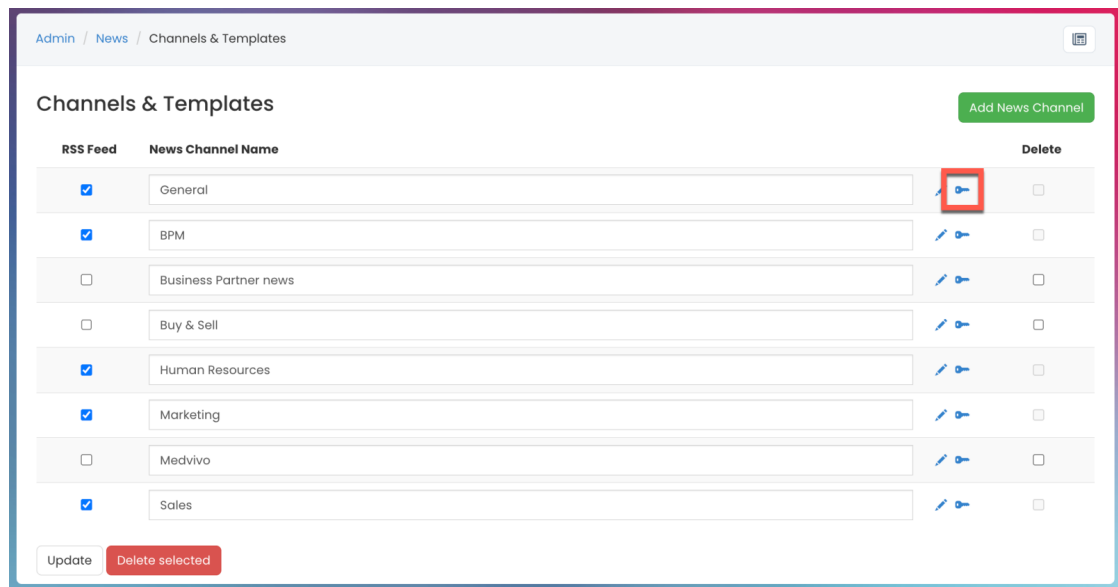 Admin / News / Channels & Templates
Channels & Templates
Add News Channel
RSS Feed News Channel Name Delete
General
BPM
Business Partner news
Buy & Sell
Human Resources
Marketing
Medvivo
Sales
Update Delete selected